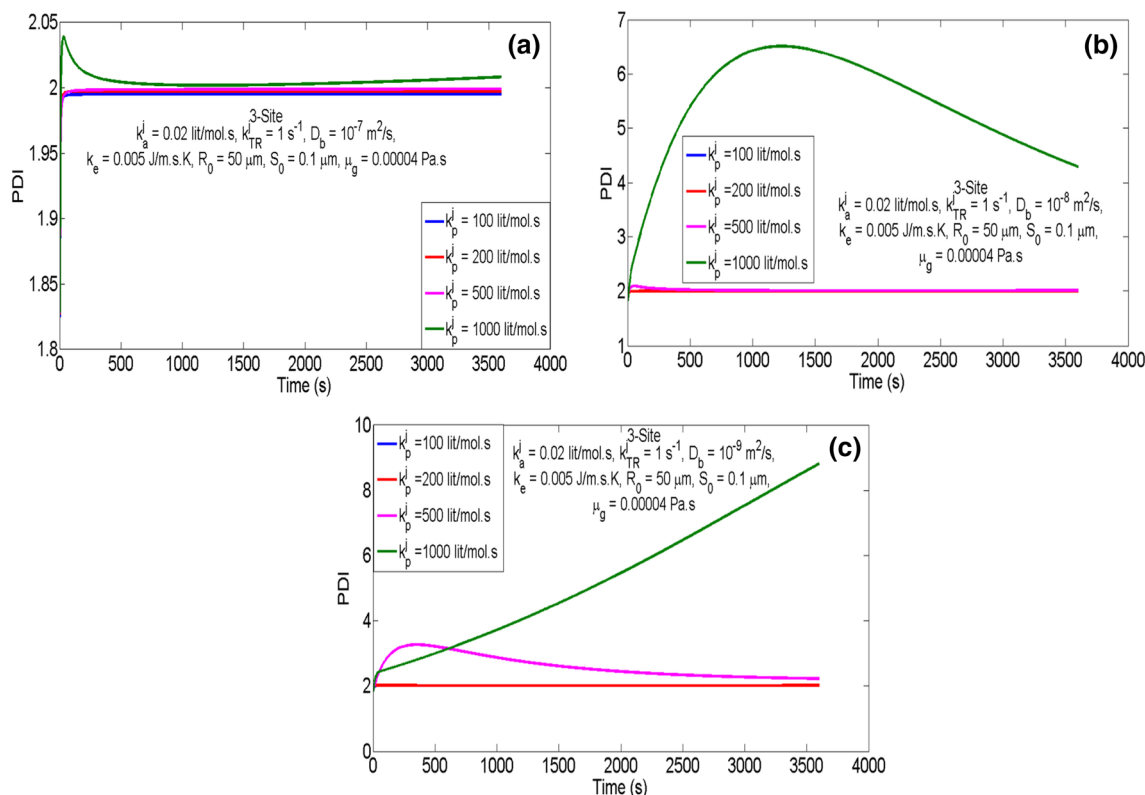 (a)
2.05
2
1.95
1.9
1.85
1.8
PDI
3-Site
k_a^j = 0.02 lit/mol.s, k_TR^j = 1 s^-1, D_b = 10^-7 m^2/s,
k_e = 0.005 J/m.s.K, R_0 = 50 μm, S_0 = 0.1 μm, μ_g = 0.00004 Pa.s
k_p^j = 100 lit/mol.s
k_p^j = 200 lit/mol.s
k_p^j = 500 lit/mol.s
k_p^j = 1000 lit/mol.s
0 500 1000 1500 2000 2500 3000 3500 4000
Time (s)
(b)
7
6
5
4
3
2
1
PDI
k_p^j =100 lit/mol.s
k_p^j =200 lit/mol.s
k_p^j =500 lit/mol.s
k_p^j =1000 lit/mol.s
3-Site
k_a^j = 0.02 lit/mol.s, k_TR^j = 1 s^-1, D_b = 10^-8 m^2/s,
k_e = 0.005 J/m.s.K, R_0 = 50 μm, S_0 = 0.1 μm,
μ_g = 0.00004 Pa.s
0 500 1000 1500 2000 2500 3000 3500 4000
Time (s)
(c)
10
8
6
4
2
0
PDI
k_p^j =100 lit/mol.s
k_p^j =200 lit/mol.s
k_p^j =500 lit/mol.s
k_p^j =1000 lit/mol.s
3-Site
k_a^j = 0.02 lit/mol.s, k_TR^j = 1 s^-1, D_b = 10^-9 m^2/s,
k_e = 0.005 J/m.s.K, R_0 = 50 μm, S_0 = 0.1 μm,
μ_g = 0.00004 Pa.s
0 500 1000 1500 2000 2500 3000 3500 4000
Time (s)